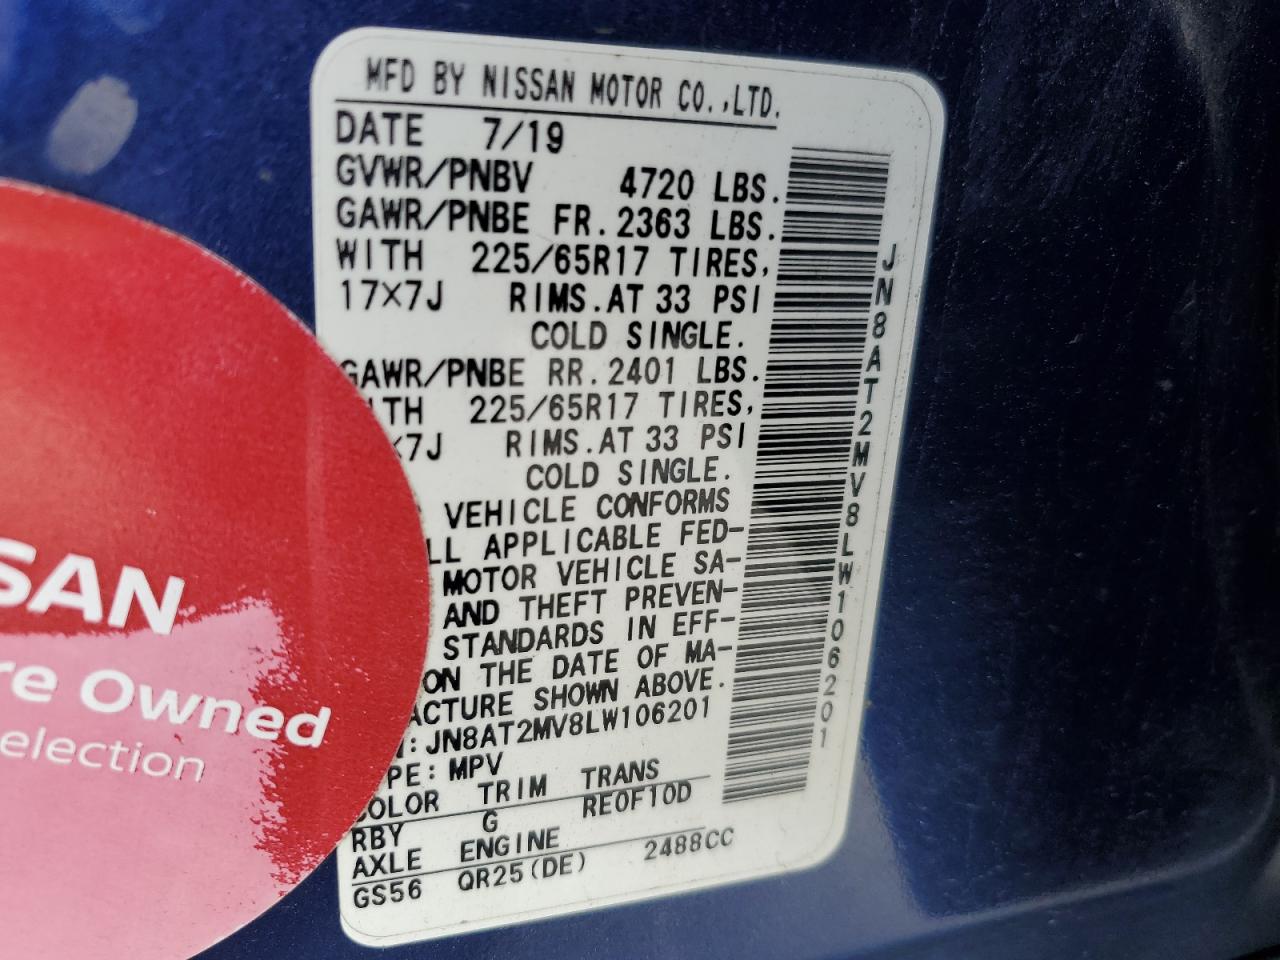 MFD BY NISSAN MOTOR CO.,LTD.
DATE 7/19
GVWR/PNBV 4720 LBS.
GAWR/PNBE FR. 2363 LBS.
WITH 225/65R17 TIRES,
17×7J RIMS. AT 33 PSI
COLD SINGLE.
GAWR/PNBE RR. 2401 LBS.
ITH 225/65R17 TIRES,
×7J RIMS. AT 33 PSI
COLD SINGLE.
VEHICLE CONFORMS
LL APPLICABLE FED-
MOTOR VEHICLE SA-
AND THEFT PREVEN-
STANDARDS IN EFF-
ON THE DATE OF MA-
ACTURE SHOWN ABOVE.
N: JN8AT2MV8LW106201
PE: MPV
COLOR TRIM TRANS
RBY G RE0F10D
AXLE ENGINE
GS56 QR25(DE) 2488CC
JN8AT2MV8LW106201
SAN
re Owned
election